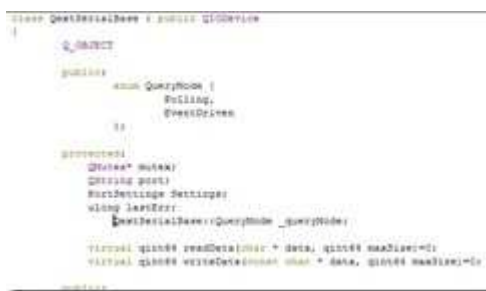 class QextSerialBase : public QIODevice
{
Q_OBJECT
public:
enum QueryMode {
Polling,
EventDriven
};
protected:
QMutex* mutex;
QString port;
PortSettings Settings;
ulong lastErr;
QextSerialBase::QueryMode _queryMode;
virtual qint64 readData(char * data, qint64 maxSize)=0;
virtual qint64 writeData(const char * data, qint64 maxSize)=0;
public: